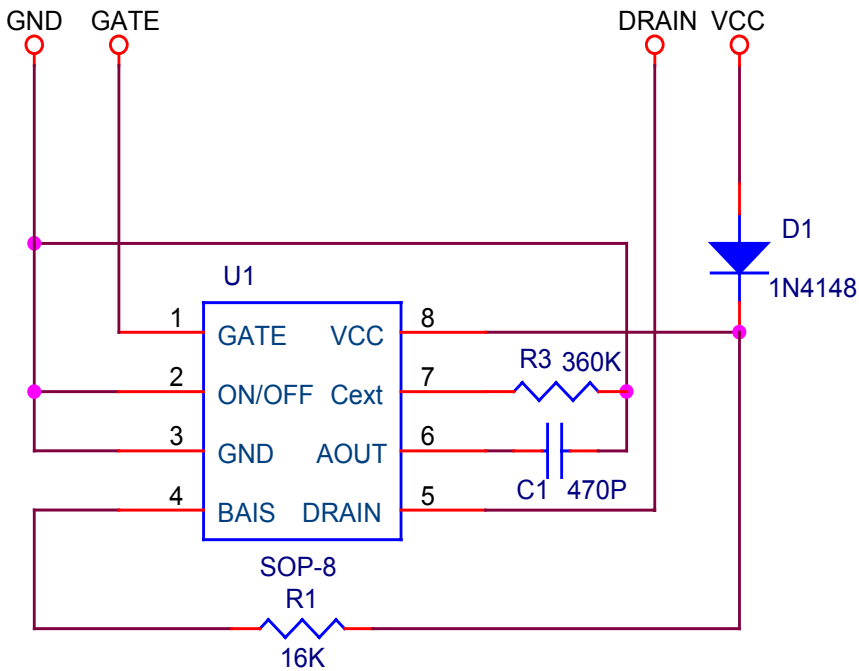 GND GATE DRAIN VCC
D1
1N4148
U1
1 GATE VCC 8
2 ON/OFF Cext 7
R3 360K
3 GND AOUT 6
C1 470P
4 BAIS DRAIN 5
SOP-8
R1
16K